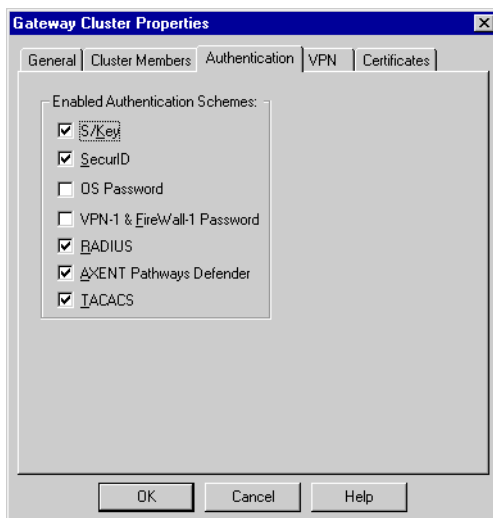 Gateway Cluster Properties
General Cluster Members Authentication VPN Certificates
Enabled Authentication Schemes:
S/Key
SecurID
OS Password
VPN-1 & FireWall-1 Password
RADIUS
AXENT Pathways Defender
TACACS
OK Cancel Help